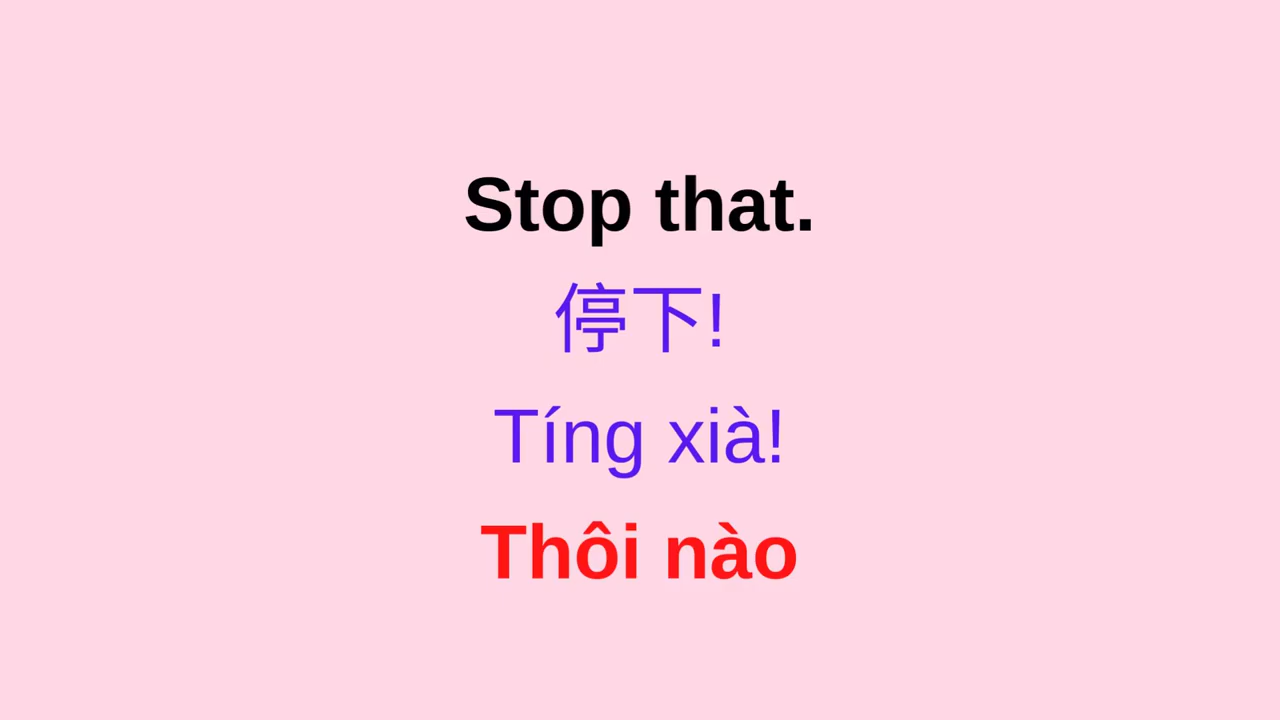 Stop that.
停下!
Tíng xià!
Thôi nào